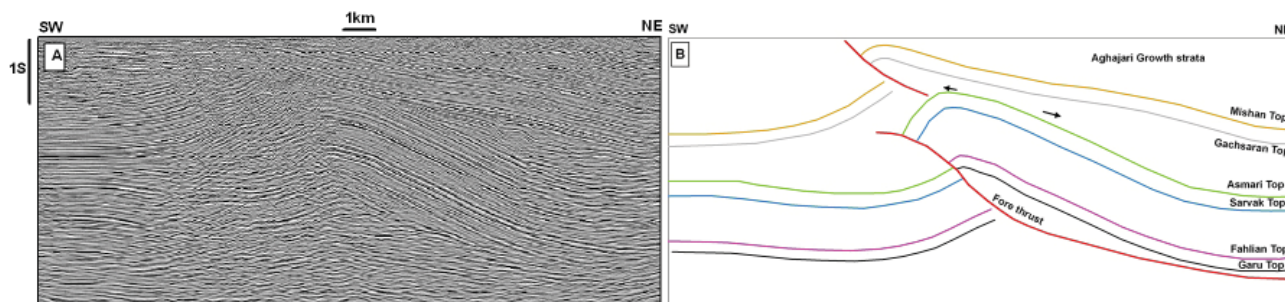 SW
1km
NE
A
1S
SW
B
Aghajari Growth strata
Mishan Top
Gachsaran Top
Asmari Top
Sarvak Top
Fore thrust
Fahlian Top
Garu Top